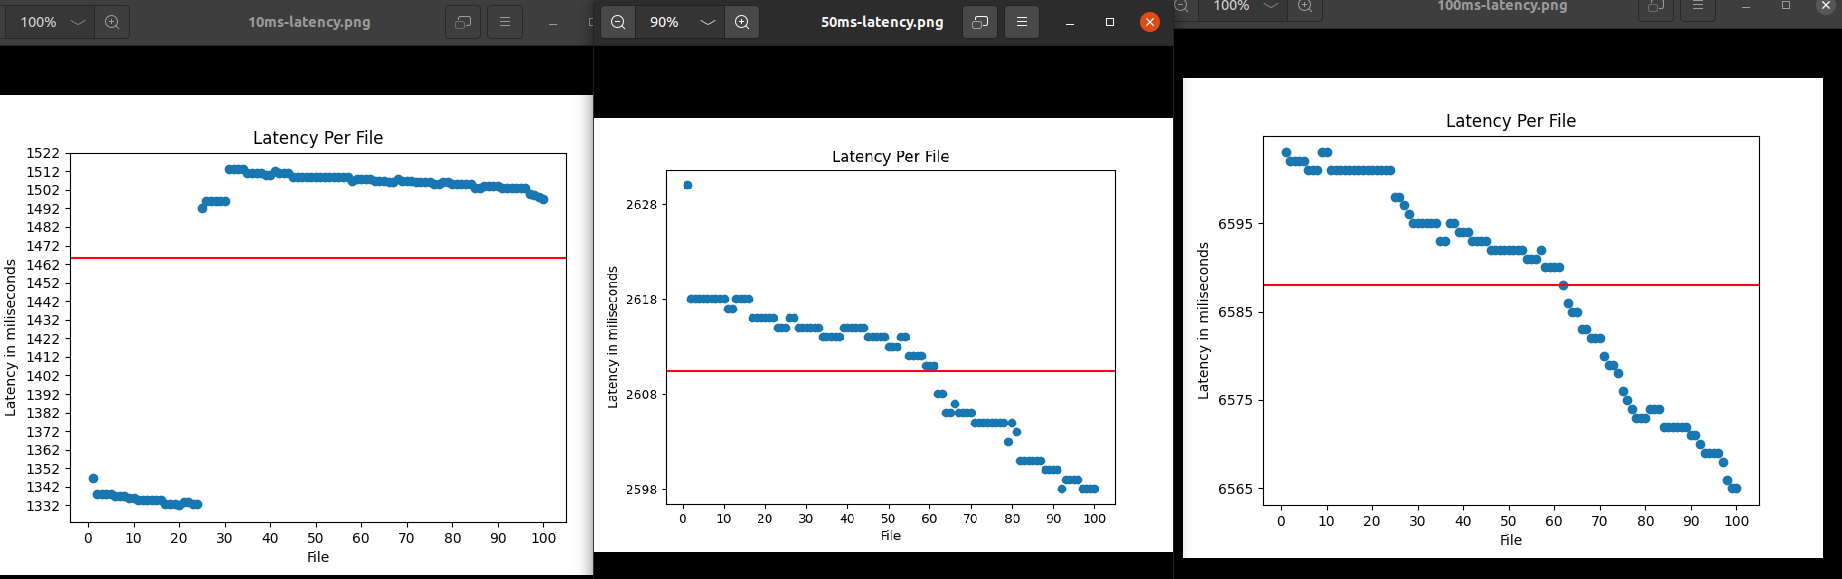 100%
10ms-latency.png
Latency Per File
1522
1512
1502
1492
1482
1472
1462
1452
1442
1432
1422
1412
1402
1392
1382
1372
1362
1352
1342
1332
Latency in miliseconds
0 10 20 30 40 50 60 70 80 90 100
File
90%
50ms-latency.png
Latency Per File
2628
2618
2608
2598
Latency in miliseconds
0 10 20 30 40 50 60 70 80 90 100
File
100%
100ms-latency.png
Latency Per File
6595
6585
6575
6565
Latency in miliseconds
0 10 20 30 40 50 60 70 80 90 100
File